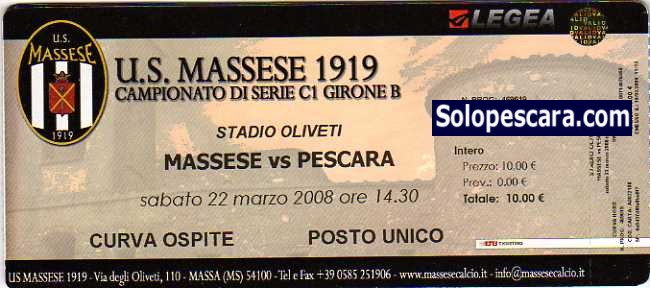 U.S.
MASSESE
1919
LEGEA
U.S. MASSESE 1919
CAMPIONATO DI SERIE C1 GIRONE B
Solopescara.com
STADIO OLIVETI
MASSESE vs PESCARA
sabato 22 marzo 2008 ore 14.30
CURVA OSPITE POSTO UNICO
Intero
Prezzo: 10.00 €
Prev.: 0.00 €
Totale: 10.00 €
TICKETING
US MASSESE 1919 - Via degli Oliveti, 110 - MASSA (MS) 54100 - Tel e Fax +39 0585 251906 - www.massesecalcio.it - info@massesecalcio.it